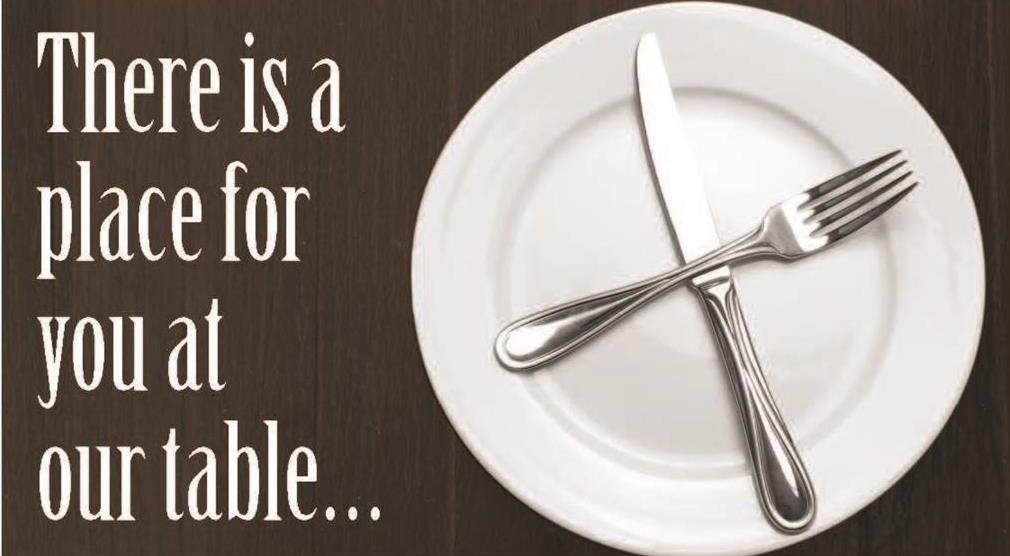 There is a
place for
you at
our table...